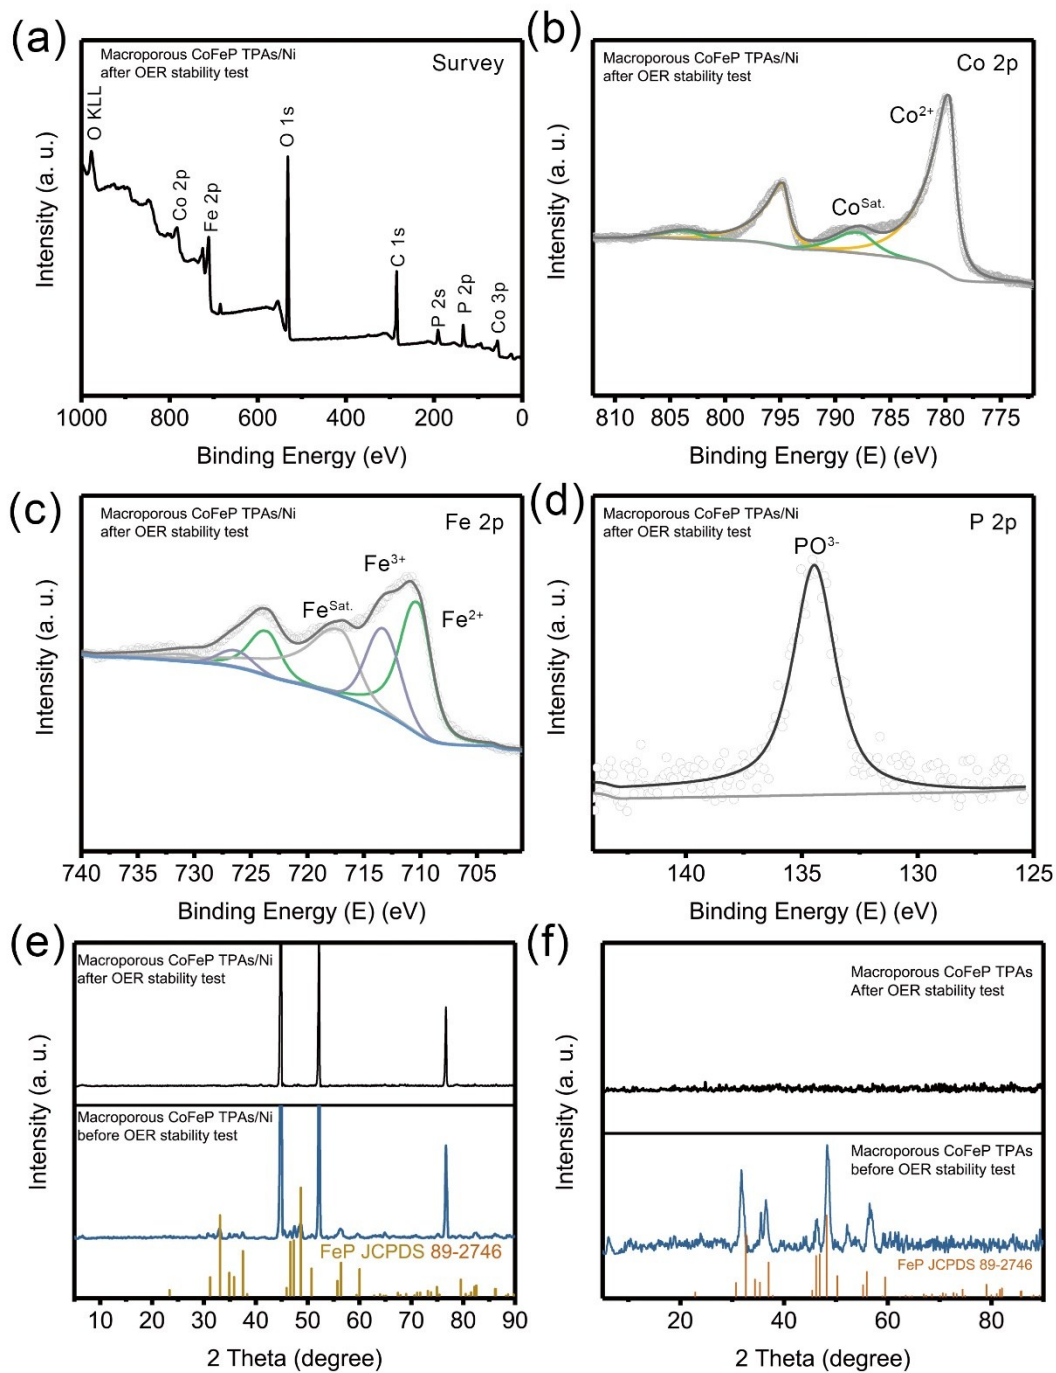 (a)
Macroporous CoFeP TPAs/Ni
after OER stability test
Survey
O KLL
Co 2p
Fe 2p
O 1s
C 1s
P 2s
P 2p
Co 3p
Intensity (a. u.)
1000 800 600 400 200 0
Binding Energy (eV)
(b)
Macroporous CoFeP TPAs/Ni
after OER stability test
Co 2p
Co²⁺
Co^Sat.
Intensity (a. u.)
810 805 800 795 790 785 780 775
Binding Energy (E) (eV)
(c)
Macroporous CoFeP TPAs/Ni
after OER stability test
Fe 2p
Fe³⁺
Fe^Sat.
Fe²⁺
Intensity (a. u.)
740 735 730 725 720 715 710 705
Binding Energy (E) (eV)
(d)
Macroporous CoFeP TPAs/Ni
after OER stability test
P 2p
PO³⁻
Intensity (a. u.)
140 135 130 125
Binding Energy (E) (eV)
(e)
Macroporous CoFeP TPAs/Ni
after OER stability test
Macroporous CoFeP TPAs/Ni
before OER stability test
FeP JCPDS 89-2746
Intensity (a. u.)
10 20 30 40 50 60 70 80 90
2 Theta (degree)
(f)
Macroporous CoFeP TPAs
After OER stability test
Macroporous CoFeP TPAs
before OER stability test
FeP JCPDS 89-2746
Intensity (a. u.)
20 40 60 80
2 Theta (degree)